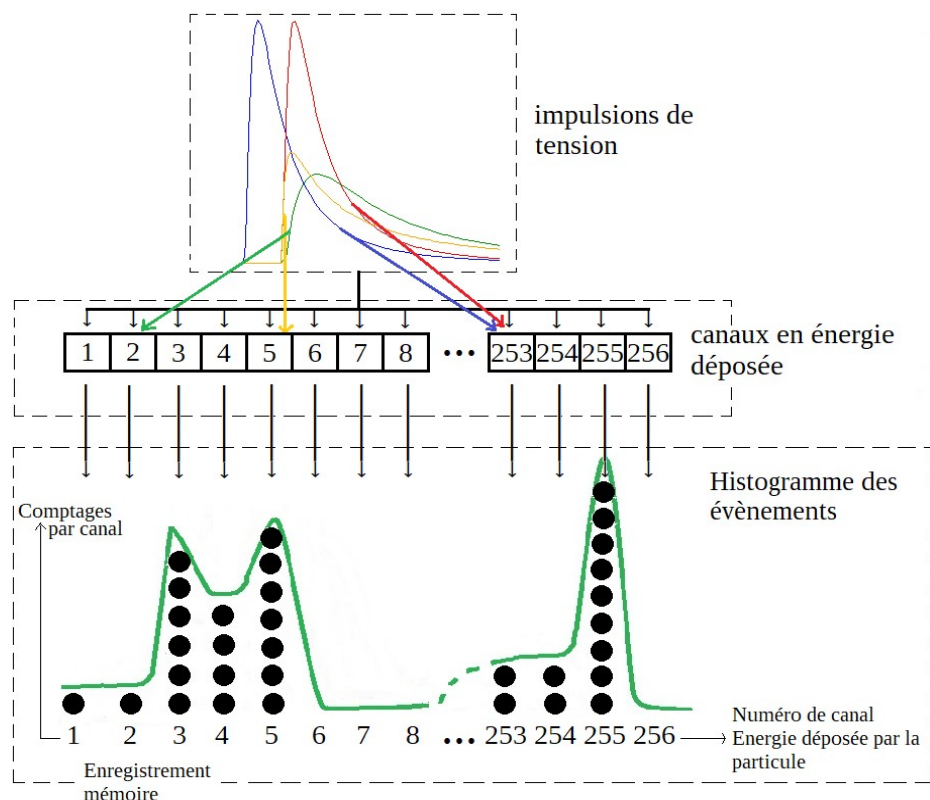 impulsions de
tension
1 2 3 4 5 6 7 8 ••• 253 254 255 256
canaux en énergie
déposée
Histogramme des
évènements
Comptages
par canal
1 2 3 4 5 6 7 8 ••• 253 254 255 256
Numéro de canal
Energie déposée par la
particule
Enregistrement
mémoire